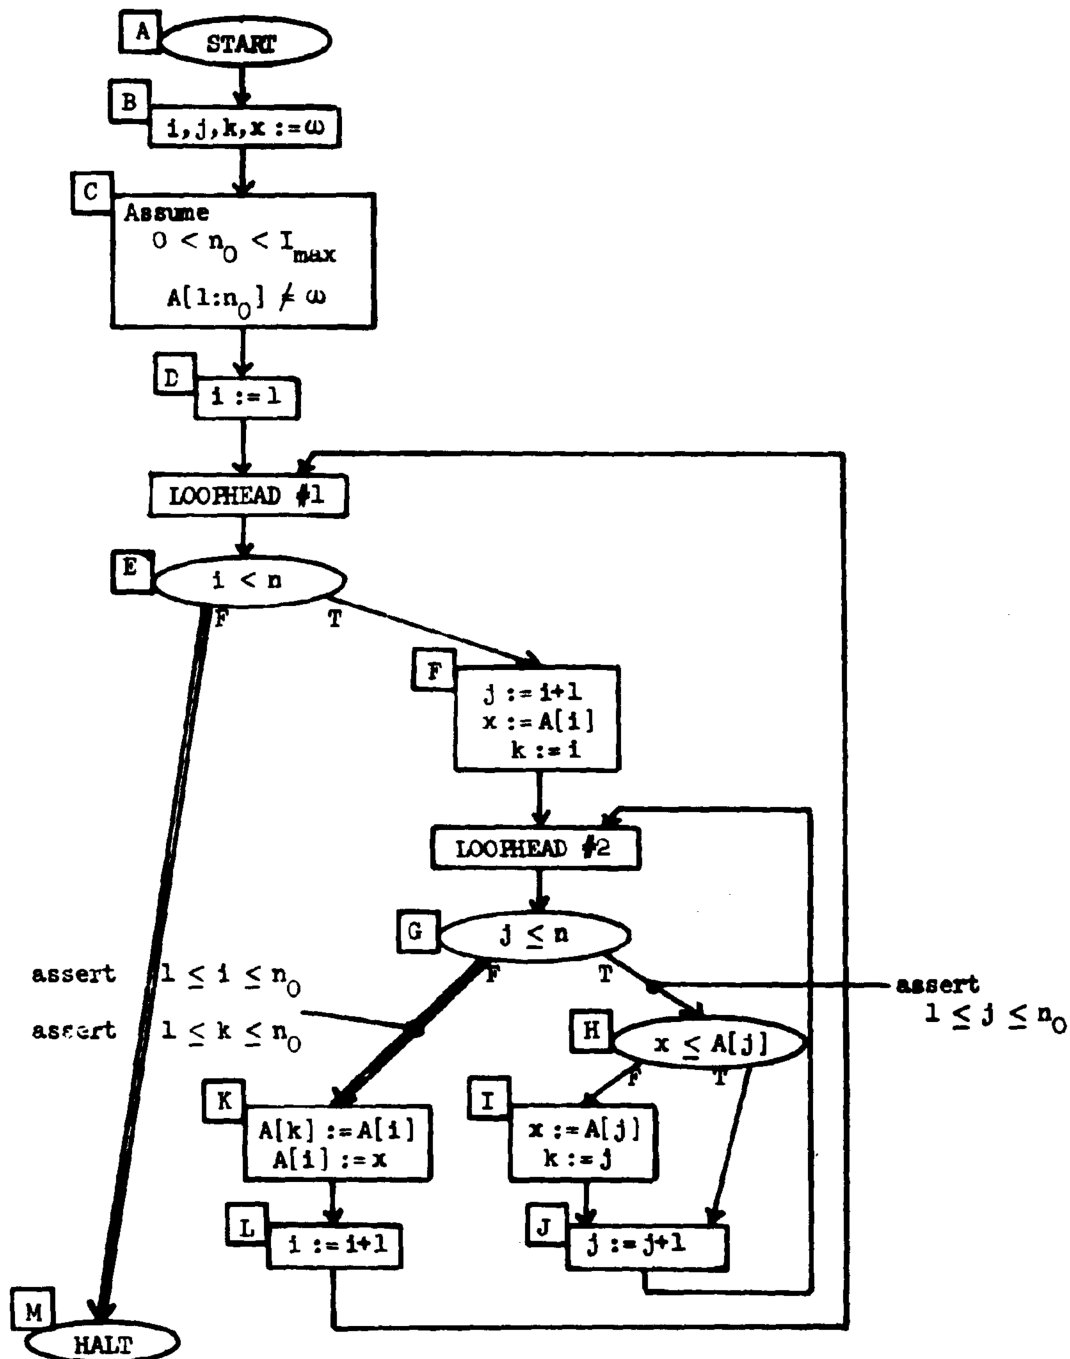 A
START
B
i,j,k,x := ω
C
Assume
0 < n₀ < I_max
A[1:n₀] ≠ ω
D
i := 1
LOOPHEAD #1
E
i < n
F T
F
j := i+1
x := A[i]
k := i
LOOPHEAD #2
G
j ≤ n
F T
assert 1 ≤ i ≤ n₀
assert 1 ≤ k ≤ n₀
assert
1 ≤ j ≤ n₀
H
x ≤ A[j]
F T
K
A[k] := A[i]
A[i] := x
I
x := A[j]
k := j
L
i := i+1
J
j := j+1
M
HALT